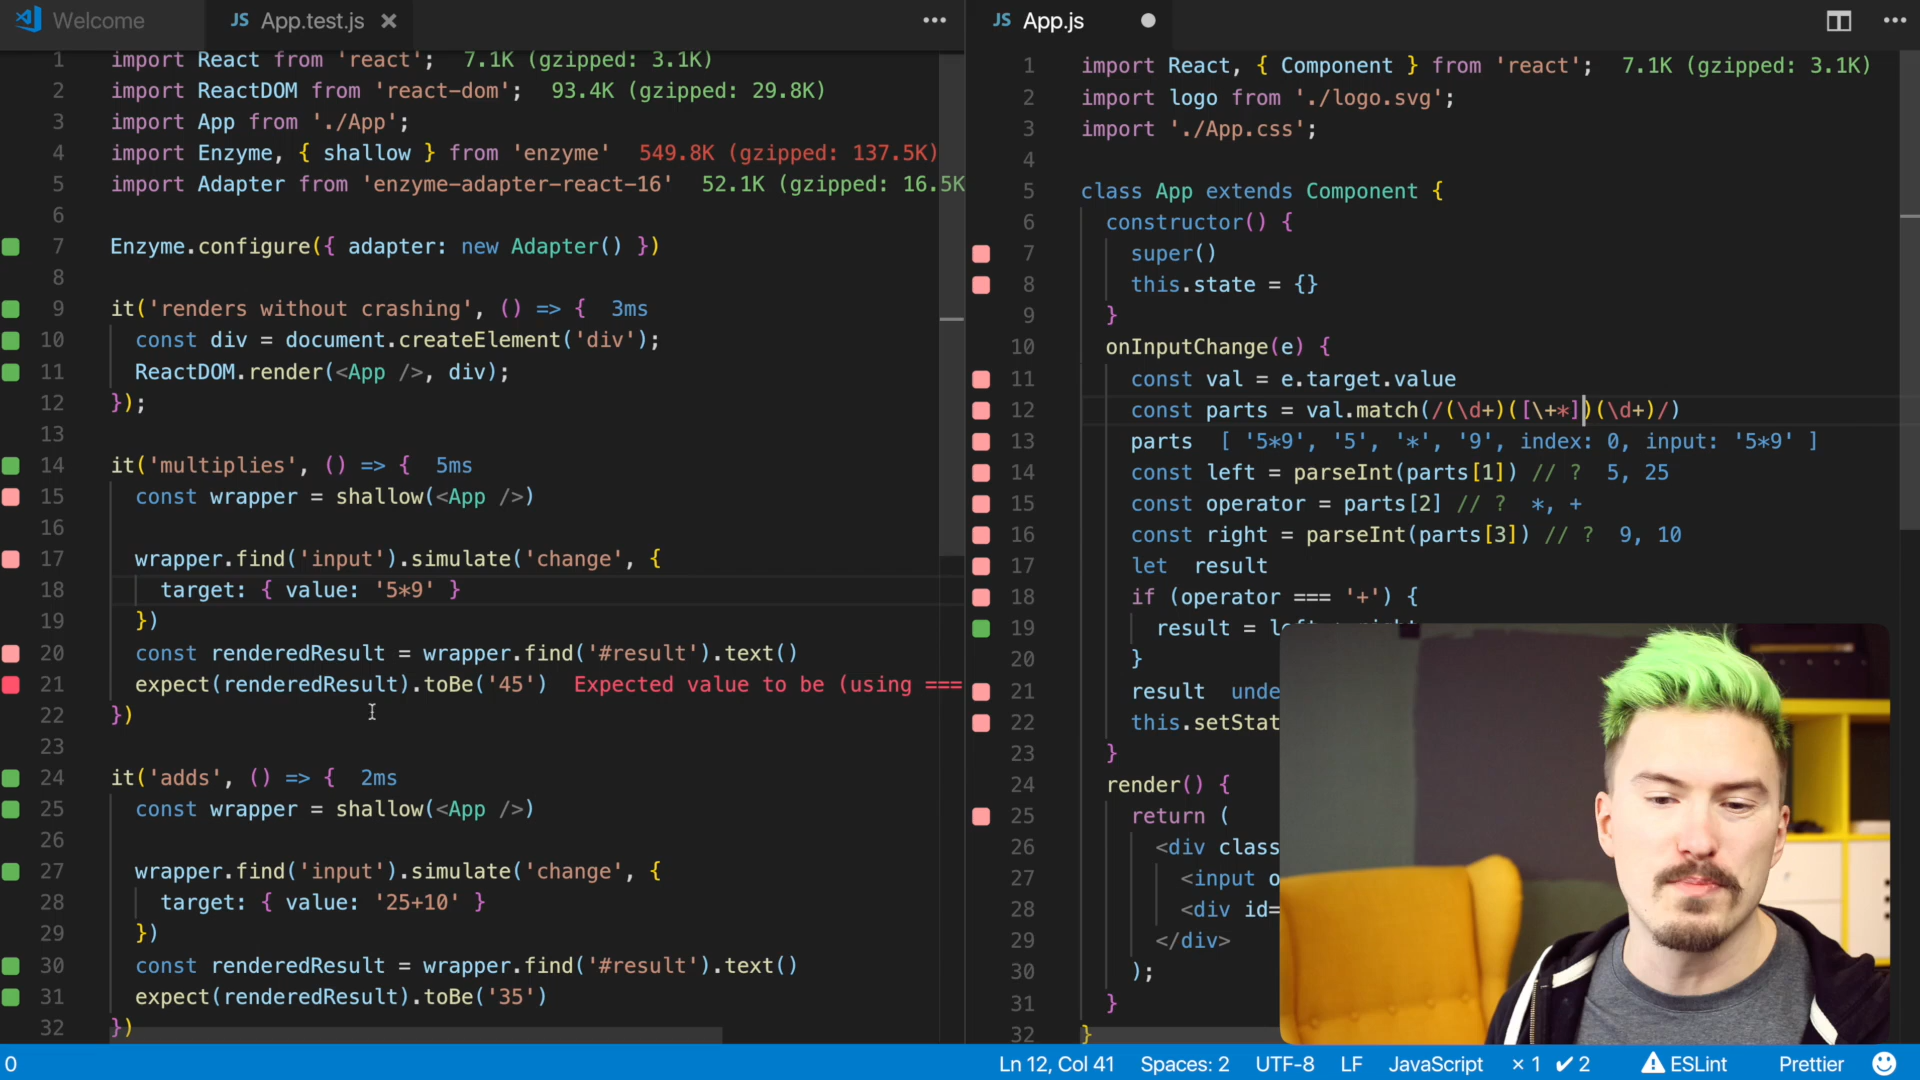 Welcome
JS App.test.js
1 import React from 'react'; 7.1K (gzipped: 3.1K)
2 import ReactDOM from 'react-dom'; 93.4K (gzipped: 29.8K)
3 import App from './App';
4 import Enzyme, { shallow } from 'enzyme' 549.8K (gzipped: 137.5K)
5 import Adapter from 'enzyme-adapter-react-16' 52.1K (gzipped: 16.5K
6
7 Enzyme.configure({ adapter: new Adapter() })
8
9 it('renders without crashing', () => { 3ms
10 const div = document.createElement('div');
11 ReactDOM.render(<App />, div);
12 });
13
14 it('multiplies', () => { 5ms
15 const wrapper = shallow(<App />)
16
17 wrapper.find('input').simulate('change', {
18 target: { value: '5*9' }
19 })
20 const renderedResult = wrapper.find('#result').text()
21 expect(renderedResult).toBe('45') Expected value to be (using ===
22 })
23
24 it('adds', () => { 2ms
25 const wrapper = shallow(<App />)
26
27 wrapper.find('input').simulate('change', {
28 target: { value: '25+10' }
29 })
30 const renderedResult = wrapper.find('#result').text()
31 expect(renderedResult).toBe('35')
32 })
JS App.js
1 import React, { Component } from 'react'; 7.1K (gzipped: 3.1K)
2 import logo from './logo.svg';
3 import './App.css';
4
5 class App extends Component {
6 constructor() {
7 super()
8 this.state = {}
9 }
10 onInputChange(e) {
11 const val = e.target.value
12 const parts = val.match(/(\d+)([\+*])(\d+)/)
13 parts [ '5*9', '5', '*', '9', index: 0, input: '5*9' ]
14 const left = parseInt(parts[1]) // ? 5, 25
15 const operator = parts[2] // ? *, +
16 const right = parseInt(parts[3]) // ? 9, 10
17 let result
18 if (operator === '+') {
19 result =
20 }
21 result unde
22 this.setStat
23 }
24 render() {
25 return (
26 <div class
27 <input o
28 <div id=
29 </div>
30 );
31 }
32 }
0
Ln 12, Col 41 Spaces: 2 UTF-8 LF JavaScript × 1 ✔ 2 ESLint Prettier